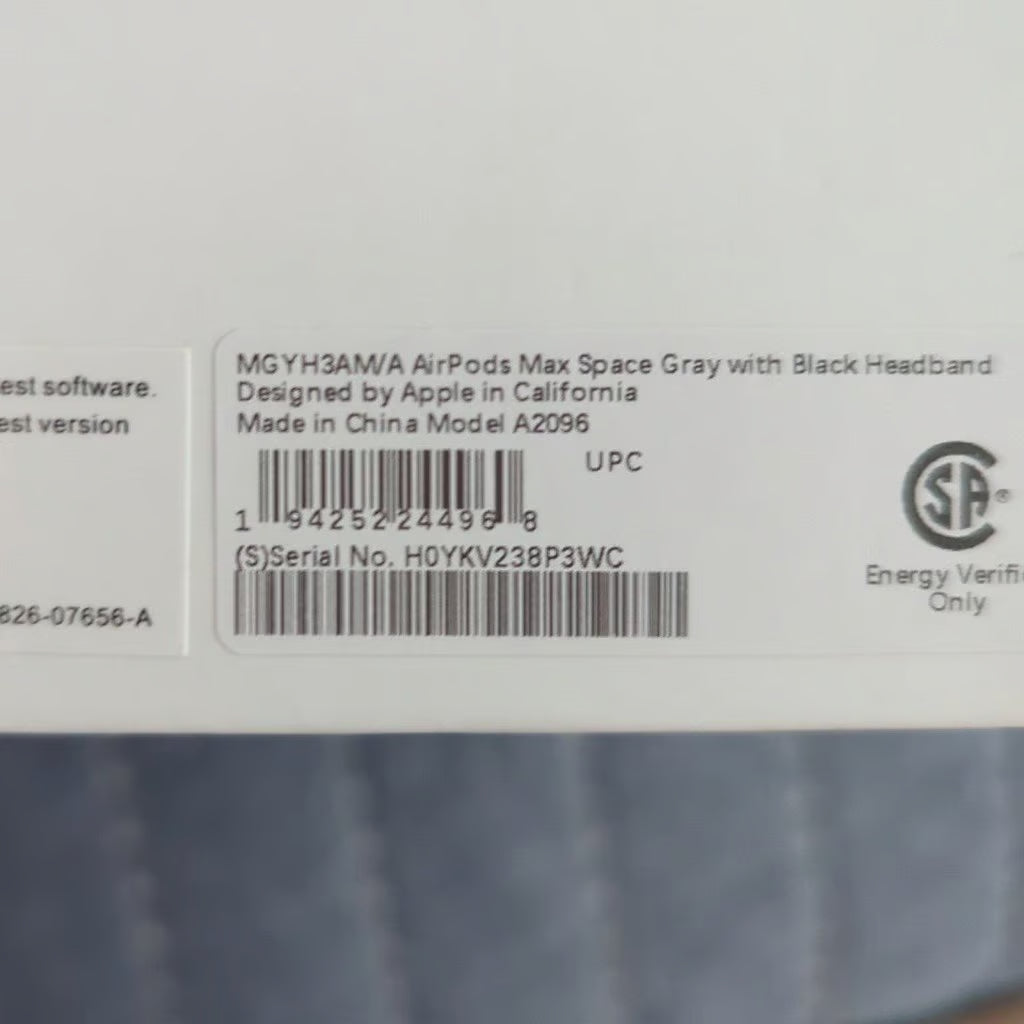 est software.
est version
826-07656-A
MGYH3AM/A AirPods Max Space Gray with Black Headband
Designed by Apple in California
Made in China Model A2096
UPC
1 94252 24496 8
(S)Serial No. H0YKV238P3WC
CSA®
Energy Verifi
Only